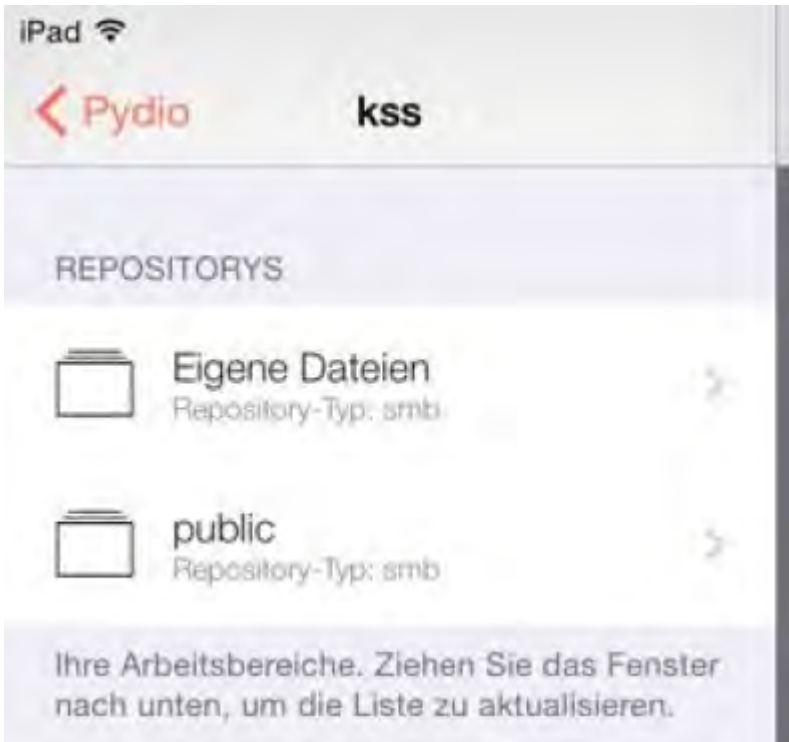 iPad
Pydio
kss
REPOSITORYS
Eigene Dateien
Repository-Typ: smb
public
Repository-Typ: smb
Ihre Arbeitsbereiche. Ziehen Sie das Fenster
nach unten, um die Liste zu aktualisieren.